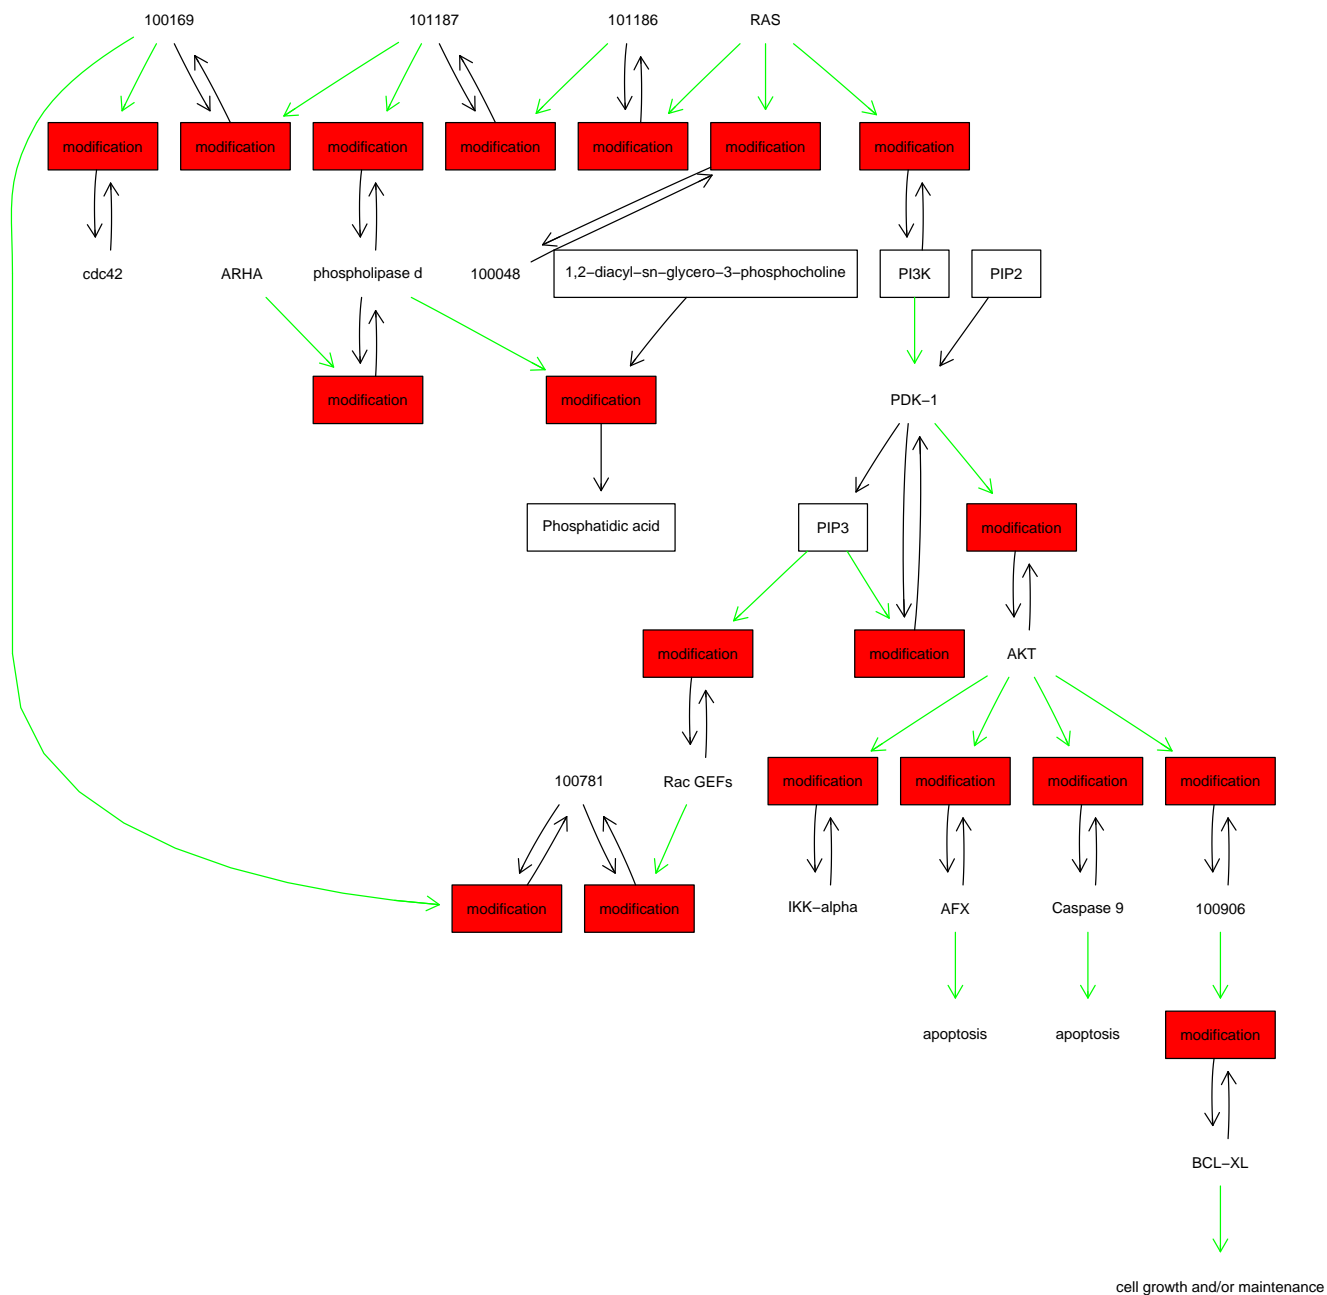 100169
101187
101186
RAS
modification
modification
modification
modification
modification
modification
modification
cdc42
ARHA
phospholipase d
100048
1,2−diacyl−sn−glycero−3−phosphocholine
PI3K
PIP2
modification
modification
PDK−1
Phosphatidic acid
PIP3
modification
modification
modification
AKT
100781
Rac GEFs
modification
modification
modification
modification
modification
modification
IKK−alpha
AFX
Caspase 9
100906
apoptosis
apoptosis
modification
BCL−XL
cell growth and/or maintenance